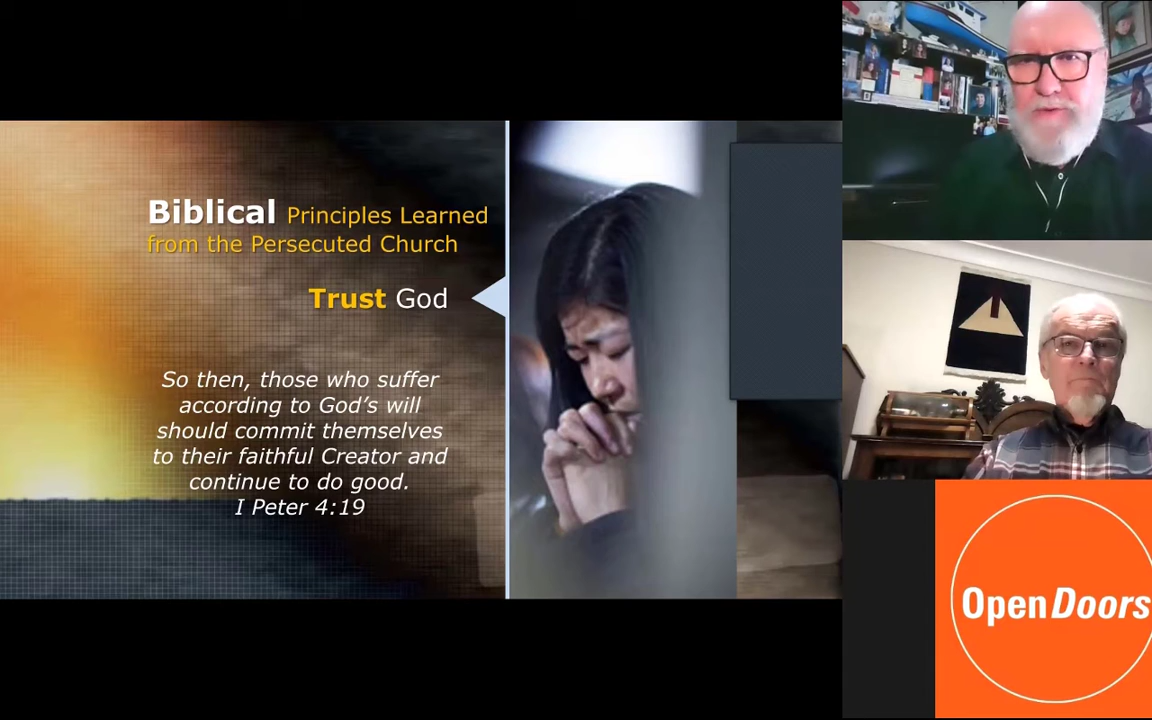 Biblical Principles Learned
from the Persecuted Church
Trust God
So then, those who suffer
according to God’s will
should commit themselves
to their faithful Creator and
continue to do good.
I Peter 4:19
OpenDoors